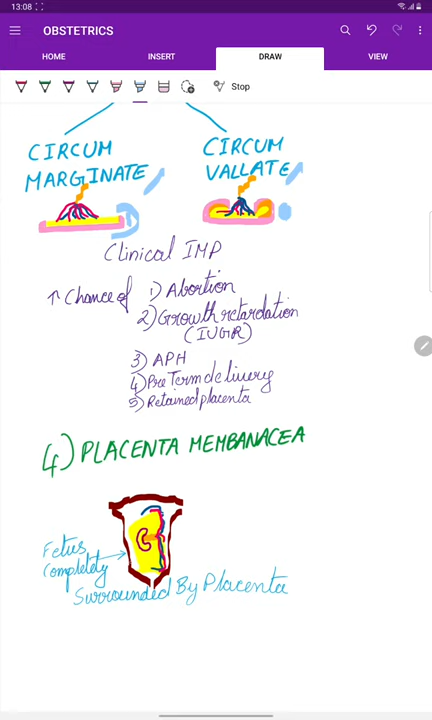 13:08
OBSTETRICS
HOME INSERT DRAW VIEW
Stop
CIRCUM
MARGINATE
CIRCUM
VALLATE
Clinical IMP
↑ Chance of 1) Abortion
2) Growth retardation
(IUGR)
3) APH
4) Pre Term delivery
5) Retained placenta
4) PLACENTA MEMBANACEA
Fetus
Completely
Surrounded By Placenta